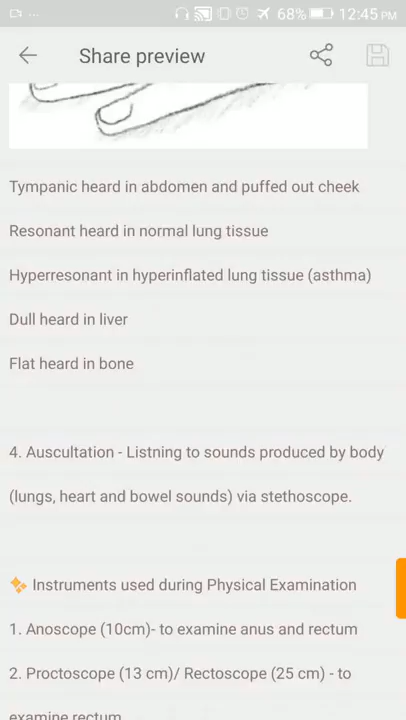 68% 12:45 PM
Share preview
Tympanic heard in abdomen and puffed out cheek
Resonant heard in normal lung tissue
Hyperresonant in hyperinflated lung tissue (asthma)
Dull heard in liver
Flat heard in bone
4. Auscultation - Listning to sounds produced by body
(lungs, heart and bowel sounds) via stethoscope.
✨ Instruments used during Physical Examination
1. Anoscope (10cm)- to examine anus and rectum
2. Proctoscope (13 cm)/ Rectoscope (25 cm) - to
examine rectum